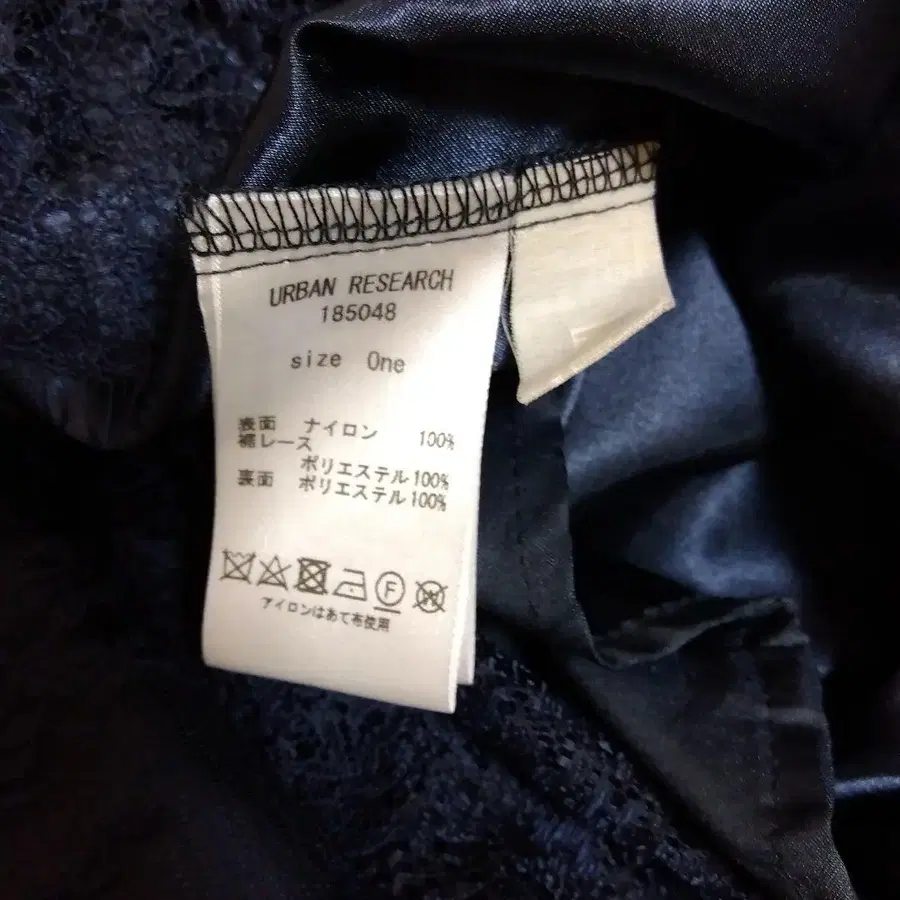 URBAN RESEARCH
185048
size One
表面 ナイロン 100%
裾レース
ポリエステル100%
裏面 ポリエステル100%
F
W
アイロンはあて布使用